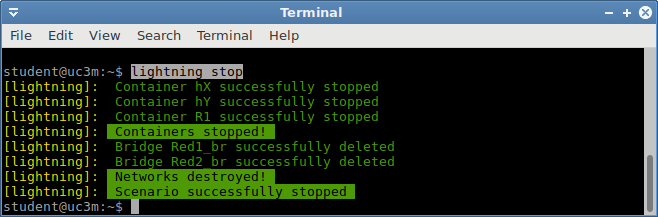 Terminal
File Edit View Search Terminal Help
student@uc3m:~$ lightning stop
[lightning]: Container hX successfully stopped
[lightning]: Container hY successfully stopped
[lightning]: Container R1 successfully stopped
[lightning]: Containers stopped!
[lightning]: Bridge Red1_br successfully deleted
[lightning]: Bridge Red2_br successfully deleted
[lightning]: Networks destroyed!
[lightning]: Scenario successfully stopped
student@uc3m:~$